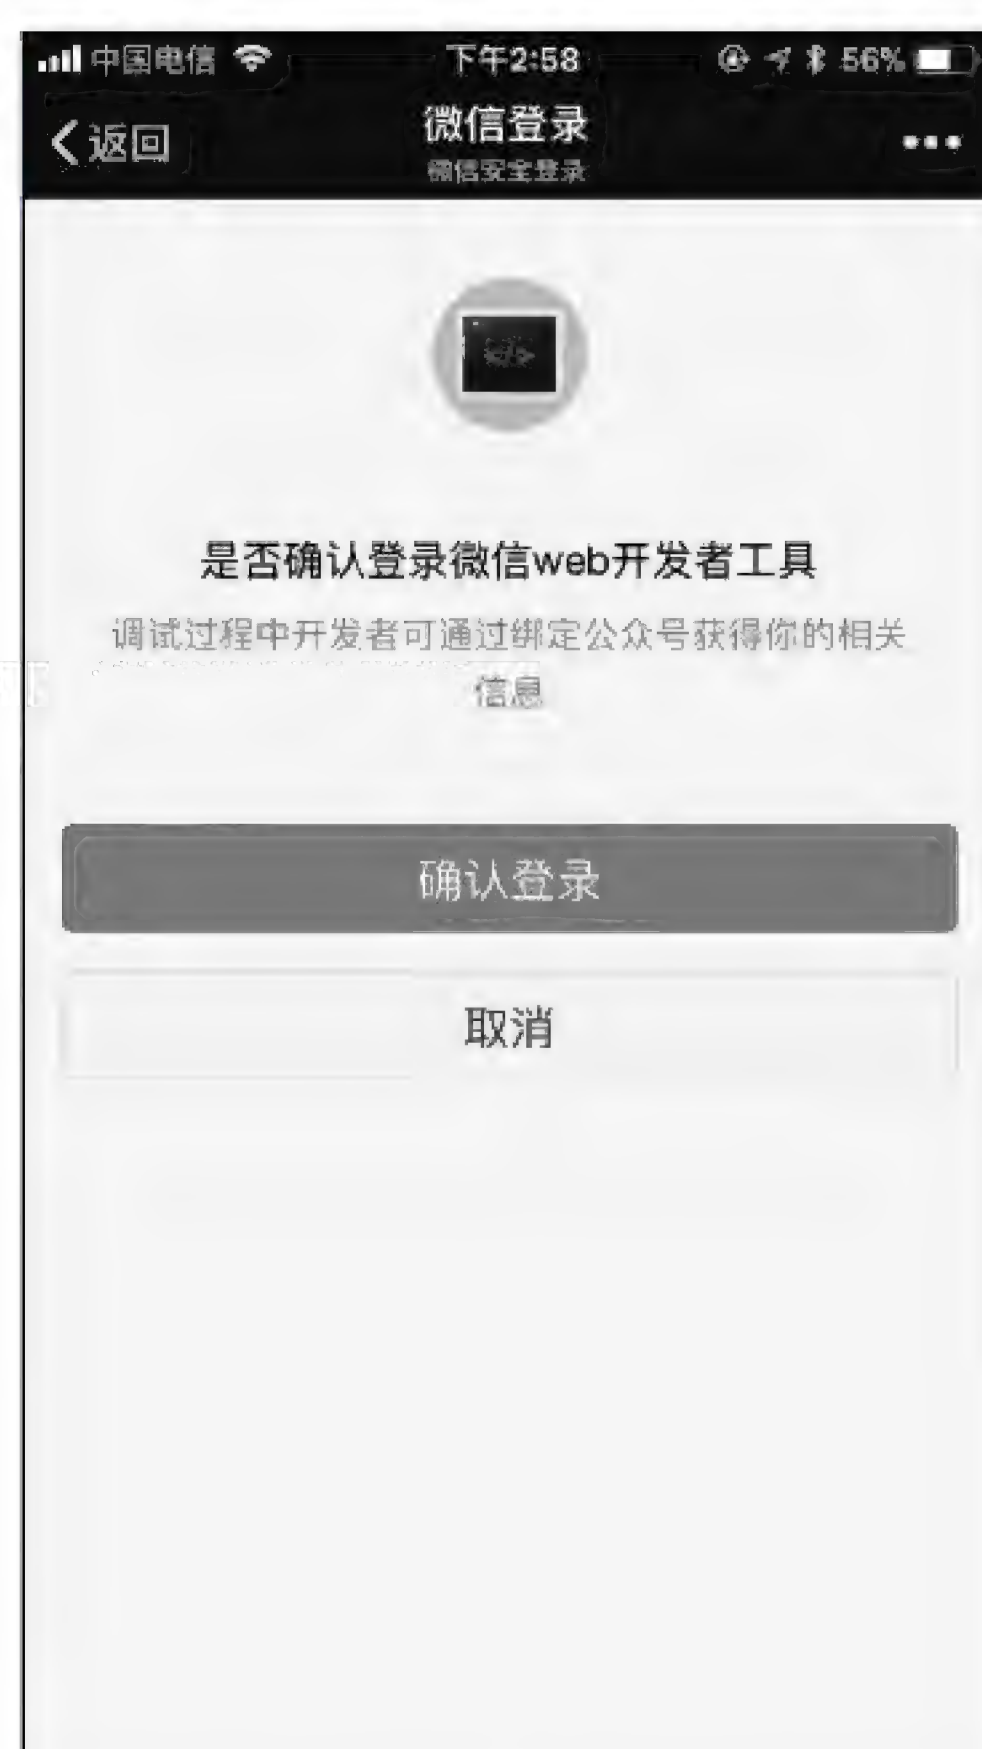 中国电信 下午2:58 56%
返回 微信登录
微信安全登录
</>
是否确认登录微信web开发者工具
调试过程中开发者可通过绑定公众号获得你的相关
信息
确认登录
取消